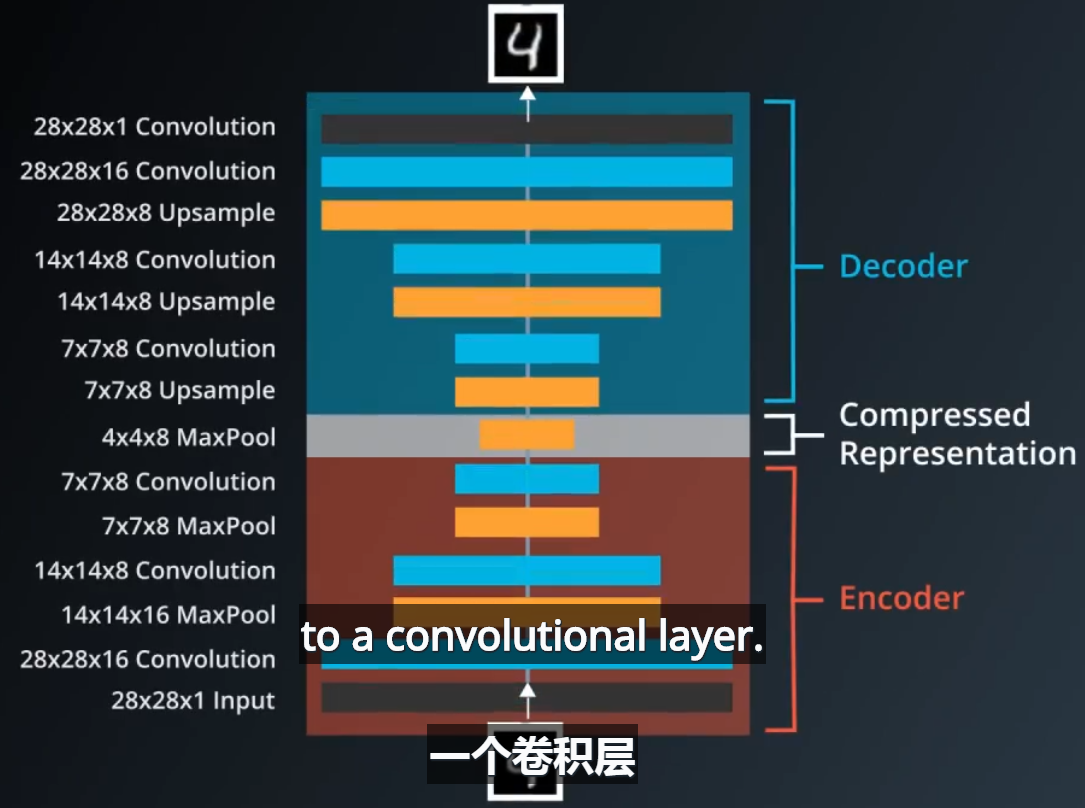 4
28x28x1 Convolution
28x28x16 Convolution
28x28x8 Upsample
14x14x8 Convolution
14x14x8 Upsample
7x7x8 Convolution
7x7x8 Upsample
4x4x8 MaxPool
7x7x8 Convolution
7x7x8 MaxPool
14x14x8 Convolution
14x14x16 MaxPool
28x28x16 Convolution
28x28x1 Input
Decoder
Compressed
Representation
Encoder
to a convolutional layer.
一个卷积层